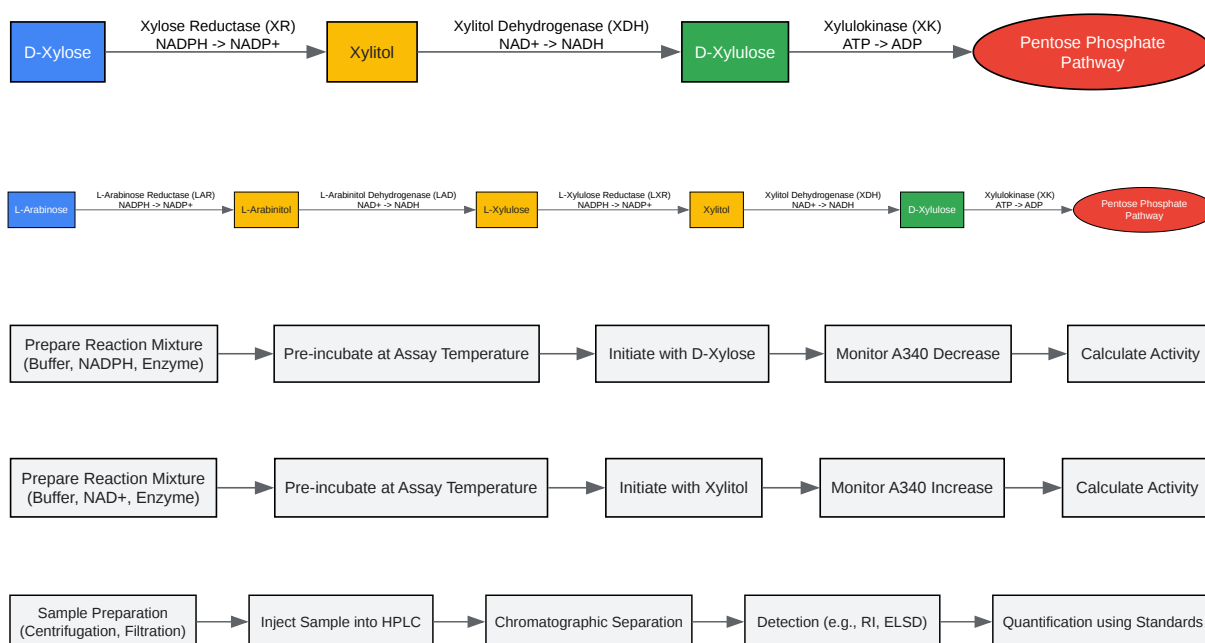 Xylose Reductase (XR)
NADPH -> NADP+
Xylitol Dehydrogenase (XDH)
NAD+ -> NADH
Xylulokinase (XK)
ATP -> ADP
D-Xylose
Xylitol
D-Xylulose
Pentose Phosphate
Pathway
L-Arabinose Reductase (LAR)
NADPH -> NADP+
L-Arabinitol Dehydrogenase (LAD)
NAD+ -> NADH
L-Xylulose Reductase (LXR)
NADPH -> NADP+
Xylitol Dehydrogenase (XDH)
NAD+ -> NADH
Xylulokinase (XK)
ATP -> ADP
L-Arabinose
L-Arabinitol
L-Xylulose
Xylitol
D-Xylulose
Pentose Phosphate
Pathway
Prepare Reaction Mixture
(Buffer, NADPH, Enzyme)
Pre-incubate at Assay Temperature
Initiate with D-Xylose
Monitor A340 Decrease
Calculate Activity
Prepare Reaction Mixture
(Buffer, NAD+, Enzyme)
Pre-incubate at Assay Temperature
Initiate with Xylitol
Monitor A340 Increase
Calculate Activity
Sample Preparation
(Centrifugation, Filtration)
Inject Sample into HPLC
Chromatographic Separation
Detection (e.g., RI, ELSD)
Quantification using Standards